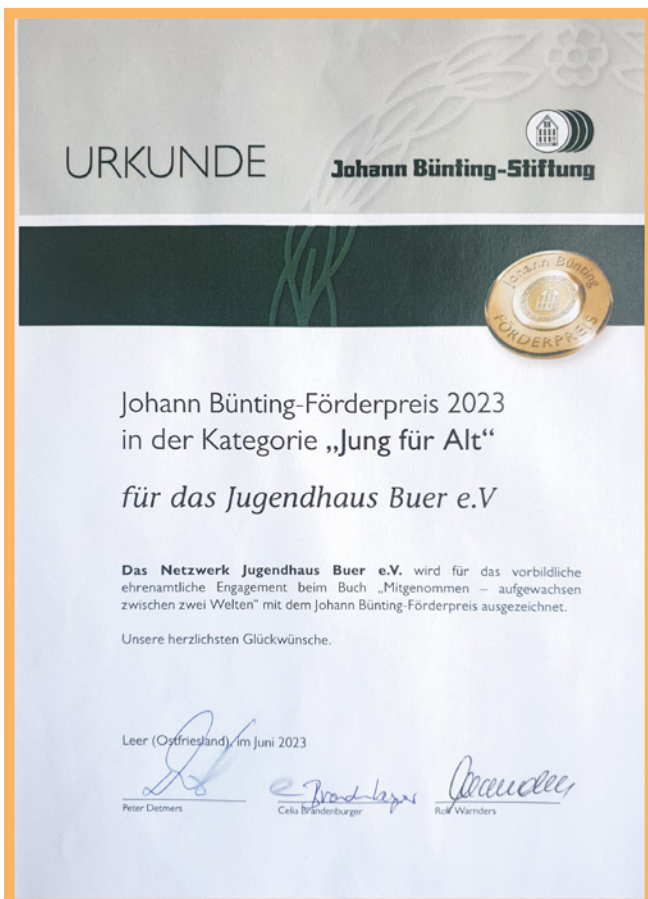 URKUNDE
Johann Bünting-Stiftung
Johann Bünting
FÖRDERPREIS
Johann Bünting-Förderpreis 2023
in der Kategorie „Jung für Alt“
für das Jugendhaus Buer e.V
Das Netzwerk Jugendhaus Buer e.V. wird für das vorbildliche
ehrenamtliche Engagement beim Buch „Mitgenommen – aufgewachsen
zwischen zwei Welten“ mit dem Johann Bünting-Förderpreis ausgezeichnet.
Unsere herzlichsten Glückwünsche.
Leer (Ostfriesland), im Juni 2023
Peter Detmers
Celia Brandenburger
Rolf Warnders